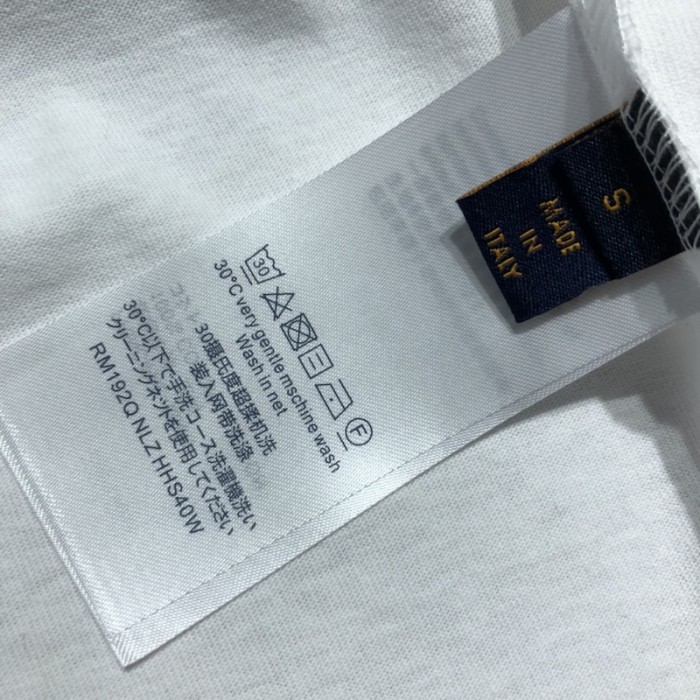 S
MADE
IN
ITALY
30
F
30°C very gentle mschine wash
Wash in net
30摄氏度超揉机洗
装入网带洗涤
30°C以下で手洗コース洗濯機洗い
クリーニングネットを使用してください
RM192Q NLZ HHS40W